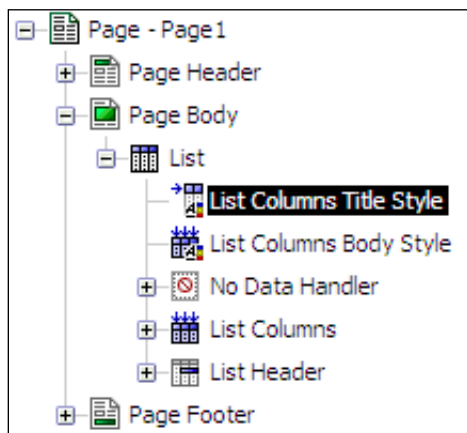 Page - Page1
Page Header
Page Body
List
List Columns Title Style
List Columns Body Style
No Data Handler
List Columns
List Header
Page Footer